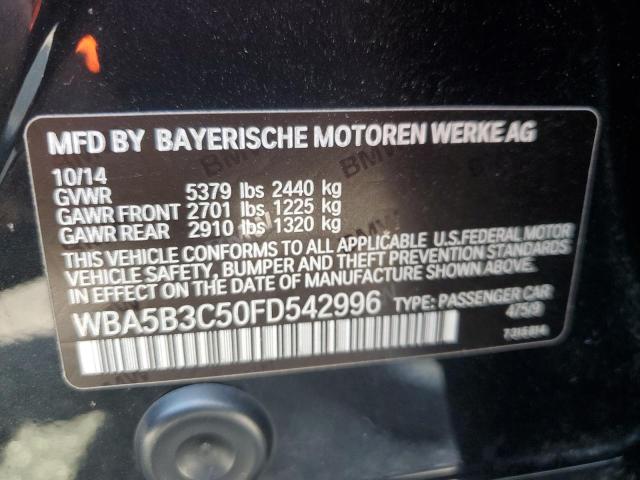 MFD BY BAYERISCHE MOTOREN WERKE AG
10/14
GVWR 5379 lbs 2440 kg
GAWR FRONT 2701 lbs 1225 kg
GAWR REAR 2910 lbs 1320 kg
THIS VEHICLE CONFORMS TO ALL APPLICABLE U.S.FEDERAL MOTOR
VEHICLE SAFETY, BUMPER AND THEFT PREVENTION STANDARDS
IN EFFECT ON THE DATE OF MANUFACTURE SHOWN ABOVE.
WBA5B3C50FD542996 TYPE: PASSENGER CAR
475/9